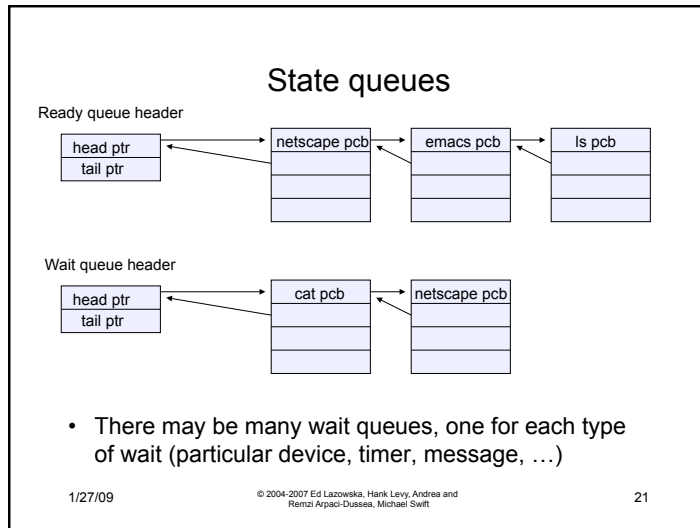 State queues
Ready queue header
head ptr
tail ptr
netscape pcb
emacs pcb
ls pcb
Wait queue header
head ptr
tail ptr
cat pcb
netscape pcb
• There may be many wait queues, one for each type
of wait (particular device, timer, message, …)
1/27/09
© 2004-2007 Ed Lazowska, Hank Levy, Andrea and
Remzi Arpaci-Dussea, Michael Swift
21